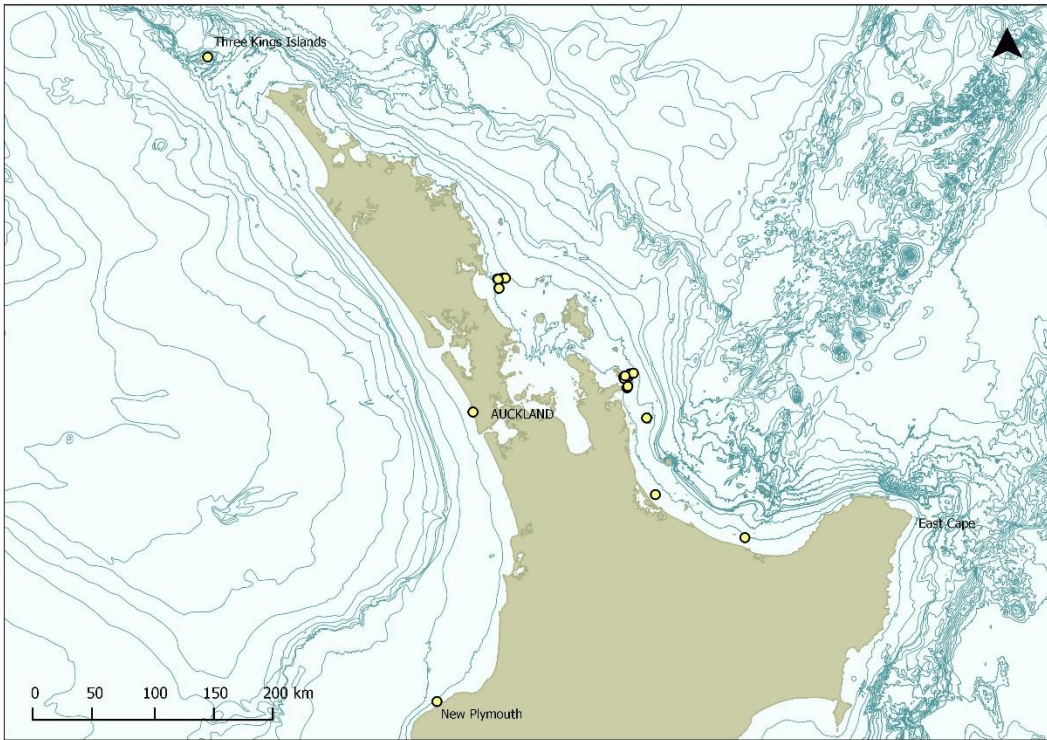 Three Kings Islands
AUCKLAND
East Cape
0 50 100 150 200 km
New Plymouth